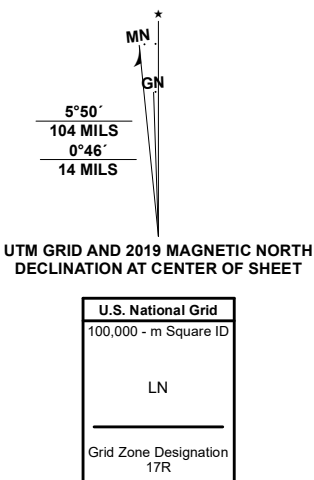 ★
MN
GN
5°50´
104 MILS
0°46´
14 MILS
UTM GRID AND 2019 MAGNETIC NORTH
DECLINATION AT CENTER OF SHEET
U.S. National Grid
100,000 - m Square ID
LN
Grid Zone Designation
17R